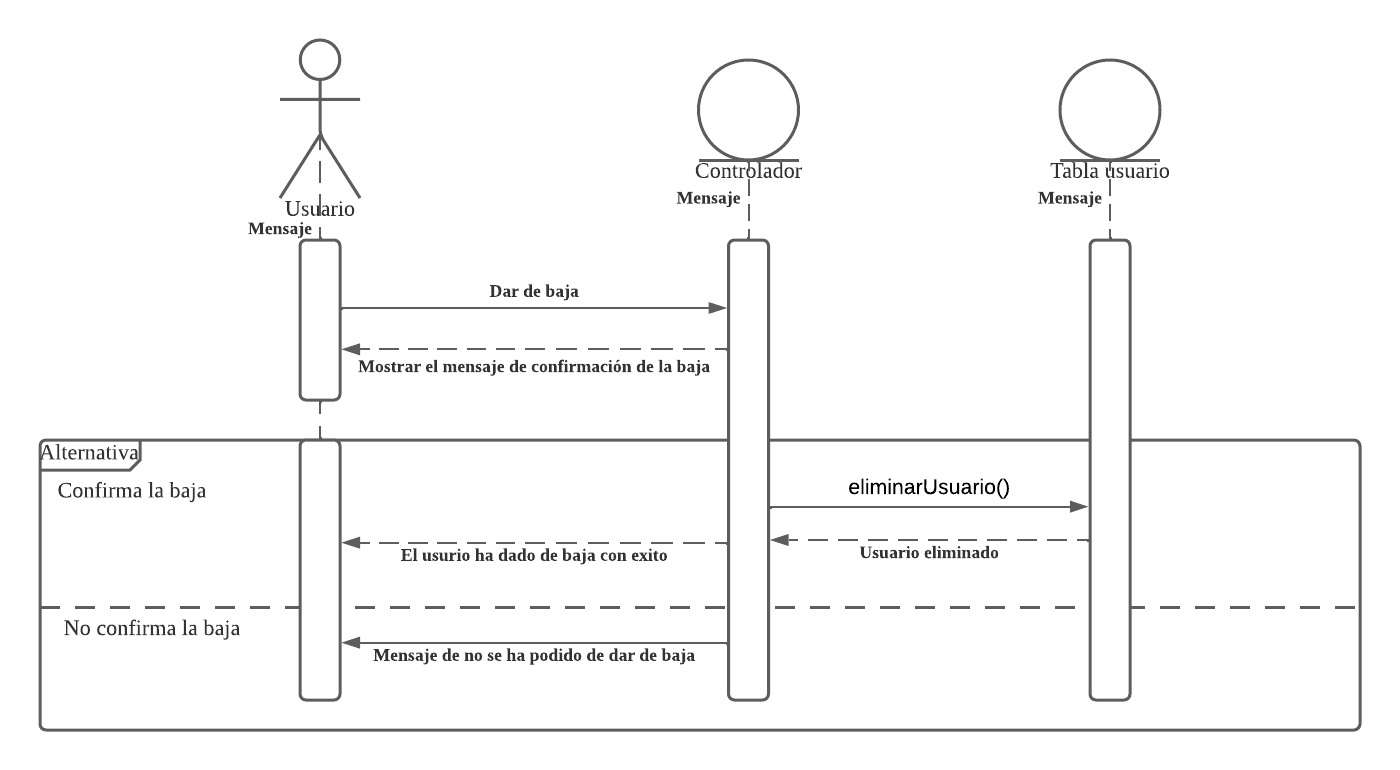 Controlador
Tabla usuario
Mensaje
Mensaje
Usuario
Mensaje
Dar de baja
Mostrar el mensaje de confirmación de la baja
Alternativa
Confirma la baja
eliminarUsuario()
El usurio ha dado de baja con exito
Usuario eliminado
No confirma la baja
Mensaje de no se ha podido de dar de baja